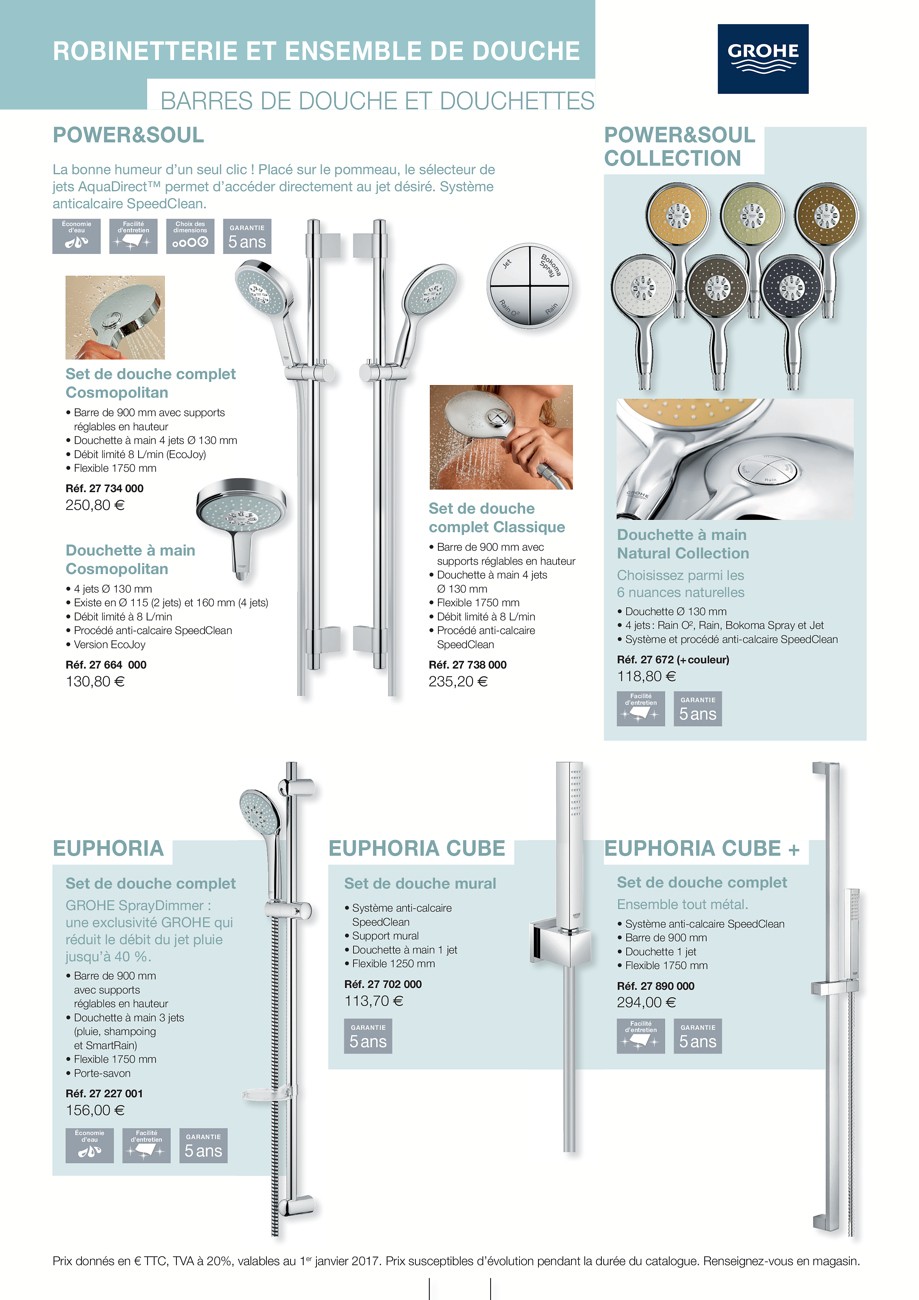 ROBINETTERIE ET ENSEMBLE DE DOUCHE
GROHE
BARRES DE DOUCHE ET DOUCHETTES
POWER&SOUL
La bonne humeur d'un seul clic ! Placé sur le pommeau, le sélecteur de
jets AquaDirect™ permet d'accéder directement au jet désiré. Système
anticalcaire SpeedClean.
Économie
d'eau
Facilité
d'entretien
Choix des
dimensions
GARANTIE
5 ans
Jet
Bokoma
Spray
Rain O²
Rain
Set de douche complet
Cosmopolitan
• Barre de 900 mm avec supports
réglables en hauteur
• Douchette à main 4 jets Ø 130 mm
• Débit limité 8 L/min (EcoJoy)
• Flexible 1750 mm
Réf. 27 734 000
250,80 €
Douchette à main
Cosmopolitan
• 4 jets Ø 130 mm
• Existe en Ø 115 (2 jets) et 160 mm (4 jets)
• Débit limité à 8 L/min
• Procédé anti-calcaire SpeedClean
• Version EcoJoy
Réf. 27 664 000
130,80 €
Set de douche
complet Classique
• Barre de 900 mm avec
supports réglables en hauteur
• Douchette à main 4 jets
Ø 130 mm
• Flexible 1750 mm
• Débit limité à 8 L/min
• Procédé anti-calcaire
SpeedClean
Réf. 27 738 000
235,20 €
POWER&SOUL
COLLECTION
Douchette à main
Natural Collection
Choisissez parmi les
6 nuances naturelles
• Douchette Ø 130 mm
• 4 jets : Rain O², Rain, Bokoma Spray et Jet
• Système et procédé anti-calcaire SpeedClean
Réf. 27 672 (+ couleur)
118,80 €
Facilité
d'entretien
GARANTIE
5 ans
EUPHORIA
Set de douche complet
GROHE SprayDimmer :
une exclusivité GROHE qui
réduit le débit du jet pluie
jusqu'à 40 %.
• Barre de 900 mm
avec supports
réglables en hauteur
• Douchette à main 3 jets
(pluie, shampoing
et SmartRain)
• Flexible 1750 mm
• Porte-savon
Réf. 27 227 001
156,00 €
Économie
d'eau
Facilité
d'entretien
GARANTIE
5 ans
EUPHORIA CUBE
Set de douche mural
• Système anti-calcaire
SpeedClean
• Support mural
• Douchette à main 1 jet
• Flexible 1250 mm
Réf. 27 702 000
113,70 €
GARANTIE
5 ans
EUPHORIA CUBE +
Set de douche complet
Ensemble tout métal.
• Système anti-calcaire SpeedClean
• Barre de 900 mm
• Douchette 1 jet
• Flexible 1750 mm
Réf. 27 890 000
294,00 €
Facilité
d'entretien
GARANTIE
5 ans
Prix donnés en € TTC, TVA à 20%, valables au 1er janvier 2017. Prix susceptibles d'évolution pendant la durée du catalogue. Renseignez-vous en magasin.